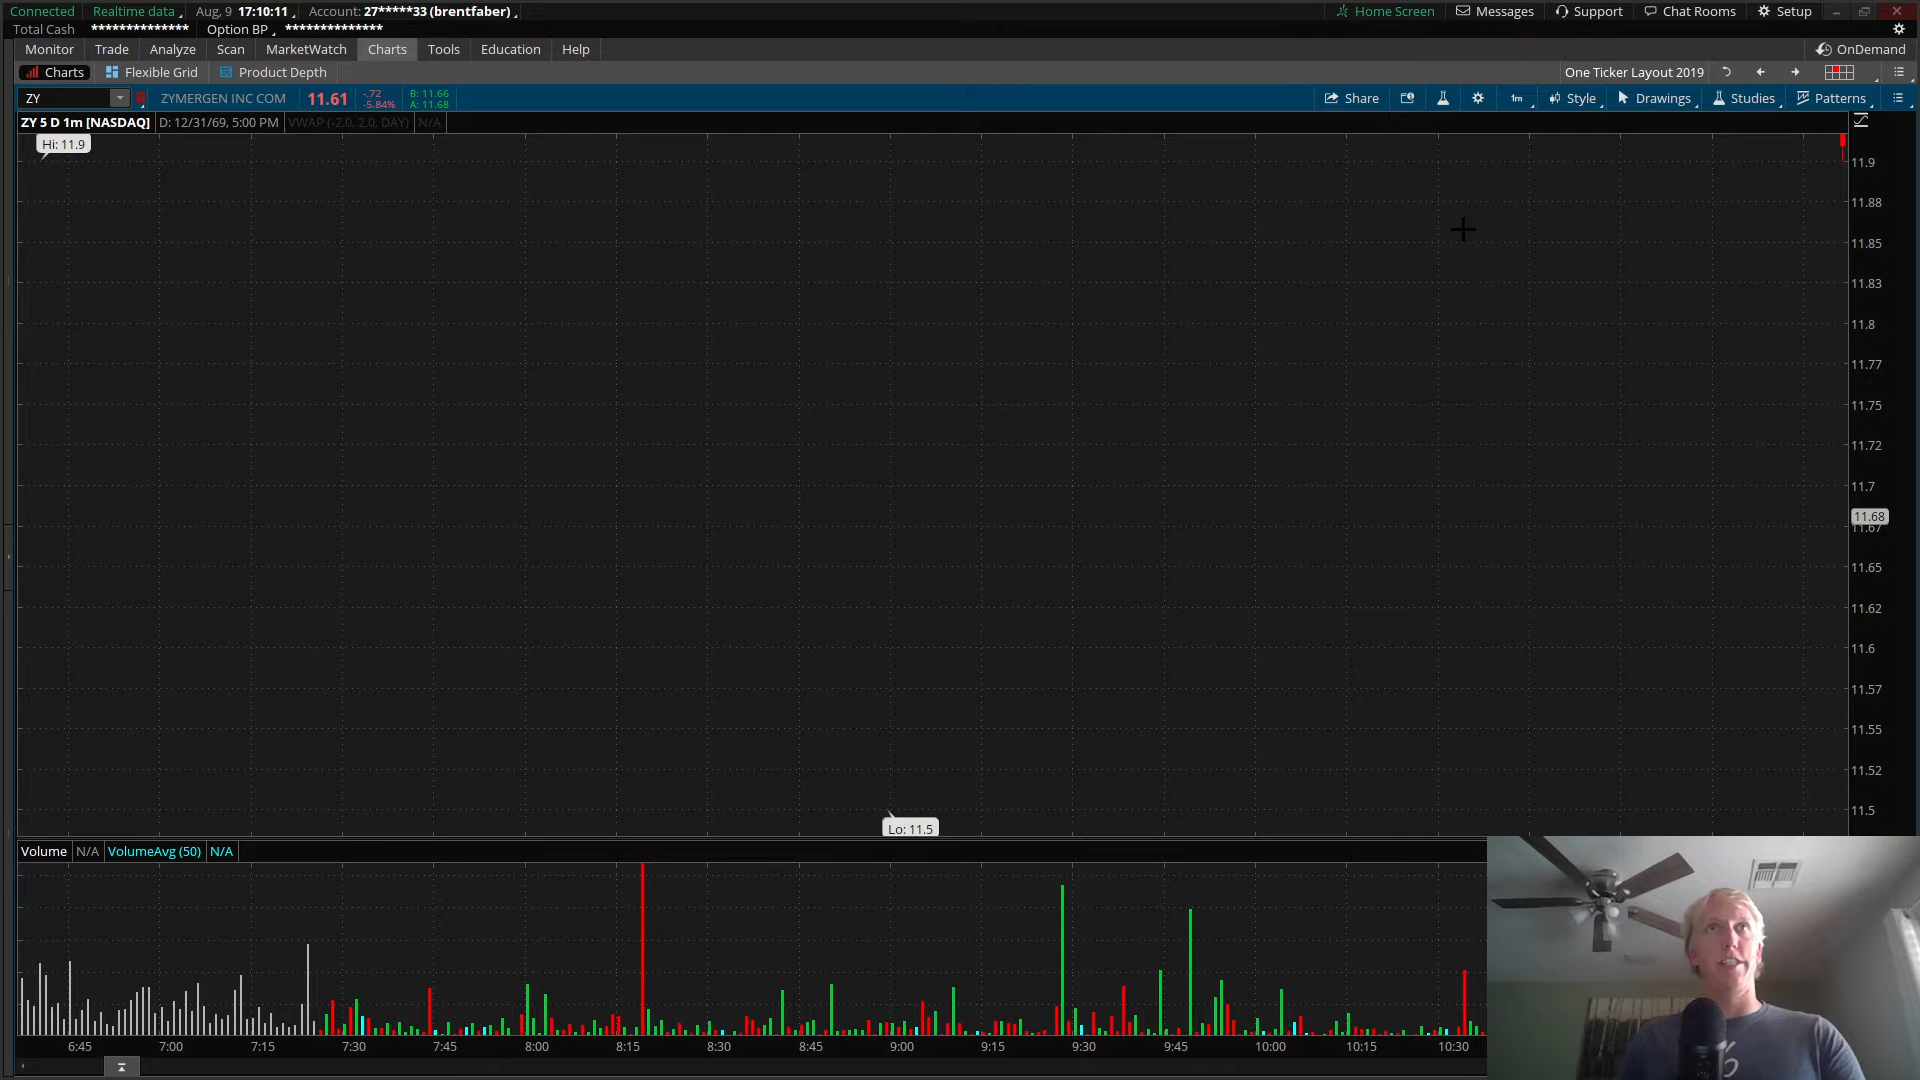 Connected Realtime data Aug, 9 17:10:11 Account: 27*****33 (brentfaber) Home Screen Messages Support Chat Rooms Setup
Total Cash ************** Option BP **************
Monitor Trade Analyze Scan MarketWatch Charts Tools Education Help OnDemand
Charts Flexible Grid Product Depth One Ticker Layout 2019
ZY ZYMERGEN INC COM 11.61 -.72 -5.84% B: 11.66 A: 11.68 Share 1m Style Drawings Studies Patterns
ZY 5 D 1m [NASDAQ] D: 12/31/69, 5:00 PM VWAP (-2.0, 2.0, DAY) N/A
Hi: 11.9
11.9
11.88
11.85
11.83
11.8
11.77
11.75
11.72
11.7
11.68
11.67
11.65
11.62
11.6
11.57
11.55
11.52
11.5
Lo: 11.5
Volume N/A VolumeAvg (50) N/A
6:45 7:00 7:15 7:30 7:45 8:00 8:15 8:30 8:45 9:00 9:15 9:30 9:45 10:00 10:15 10:30